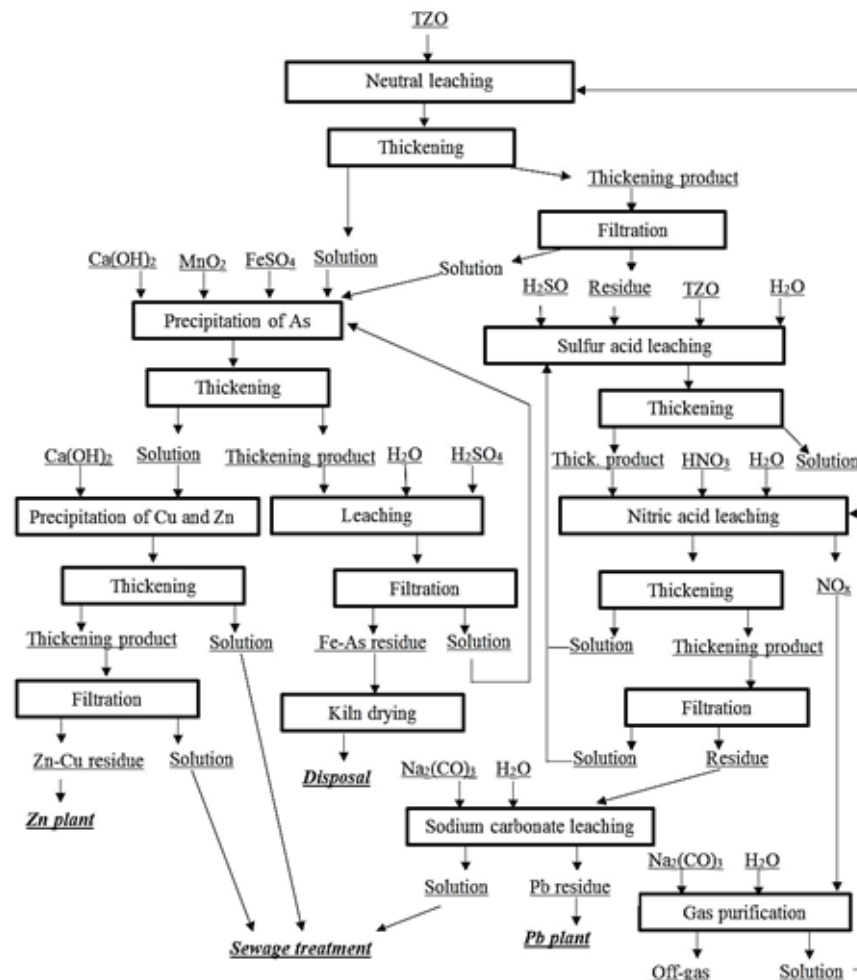 TZO
Neutral leaching
Thickening
Thickening product
Filtration
Ca(OH)₂ MnO₂ FeSO₄ Solution
Solution
H₂SO Residue TZO H₂O
Precipitation of As
Sulfur acid leaching
Thickening
Thickening
Ca(OH)₂ Solution Thickening product H₂O H₂SO₄
Thick. product HNO₃ H₂O Solution
Precipitation of Cu and Zn
Leaching
Nitric acid leaching
Thickening
Filtration
Thickening
NOₓ
Thickening product Solution Fe-As residue Solution
Solution Thickening product
Filtration
Kiln drying
Filtration
Zn-Cu residue Solution
Disposal
Solution Residue
Na₂(CO)₃ H₂O
Zn plant
Sodium carbonate leaching
Na₂(CO)₃ H₂O
Solution Pb residue
Gas purification
Sewage treatment
Pb plant
Off-gas Solution